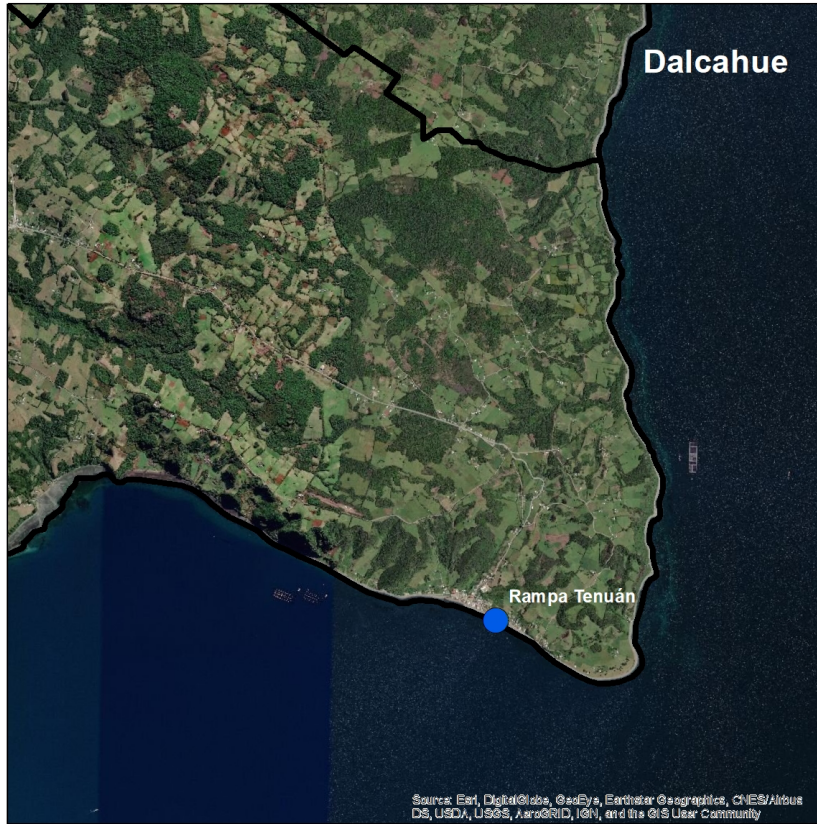 Dalcahue
Rampa Tenuán
Source: Esri, DigitalGlobe, GeoEye, Earthstar Geographics, CNES/Airbus
DS, USDA, USGS, AeroGRID, IGN, and the GIS User Community